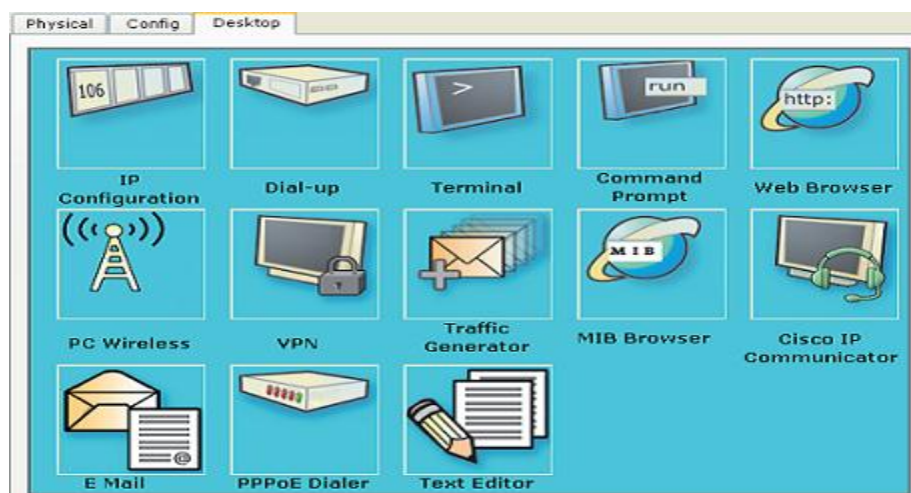 Physical Config Desktop
106
>
run
http:
IP
Configuration
Dial-up
Terminal
Command
Prompt
Web Browser
PC Wireless
VPN
MIB
Traffic
Generator
MIB Browser
Cisco IP
Communicator
@
E Mail
PPPoE Dialer
Text Editor